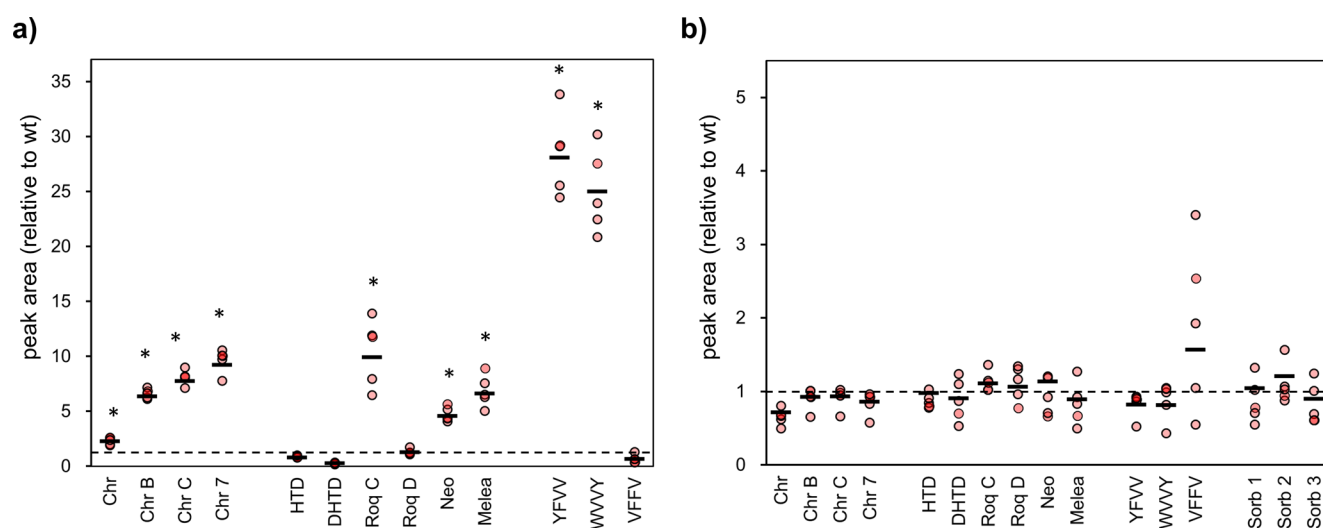 a)
peak area (relative to wt)
35
30
25
20
15
10
5
0
*
*
*
*
*
*
*
*
*
Chr
Chr B
Chr C
Chr 7
HTD
DHTD
Roq C
Roq D
Neo
Melea
YFVV
WVVY
VFFV
b)
peak area (relative to wt)
5
4
3
2
1
0
Chr
Chr B
Chr C
Chr 7
HTD
DHTD
Roq C
Roq D
Neo
Melea
YFVV
WVVY
VFFV
Sorb 1
Sorb 2
Sorb 3